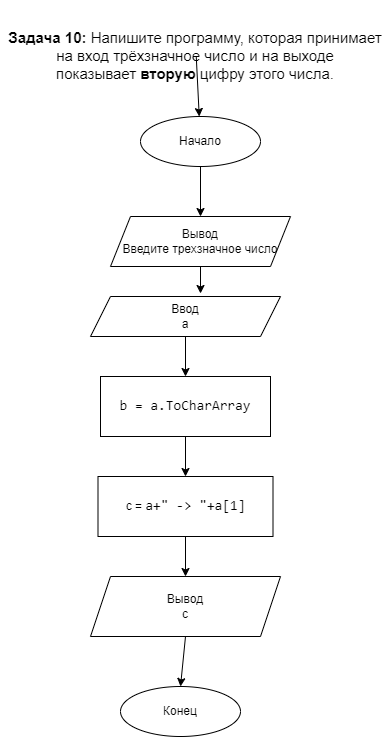 Задача 10: Напишите программу, которая принимает
на вход трёхзначное число и на выходе
показывает вторую цифру этого числа.
Начало
Вывод
Введите трехзначное число
Ввод
a
b = a.ToCharArray
c = a+" -> "+a[1]
Вывод
c
Конец